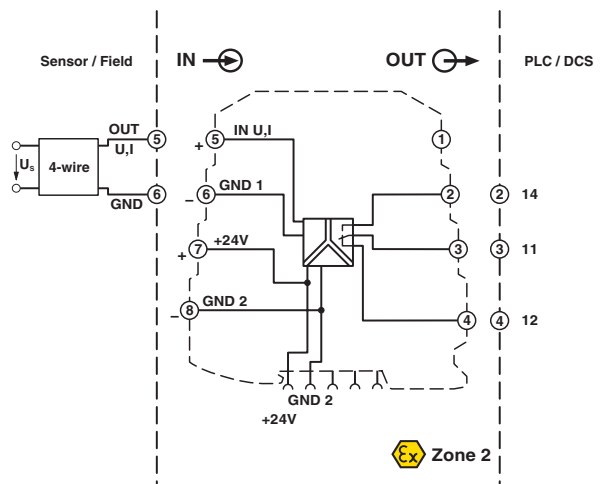 Sensor / Field IN OUT PLC / DCS
OUT 5 + 5 IN U,I 1
U,I
Us 4-wire
6 – 6 GND 1 2 2 14
GND
+ 7 +24V 3 3 11
– 8 GND 2 4 4 12
GND 2
+24V
Ex Zone 2